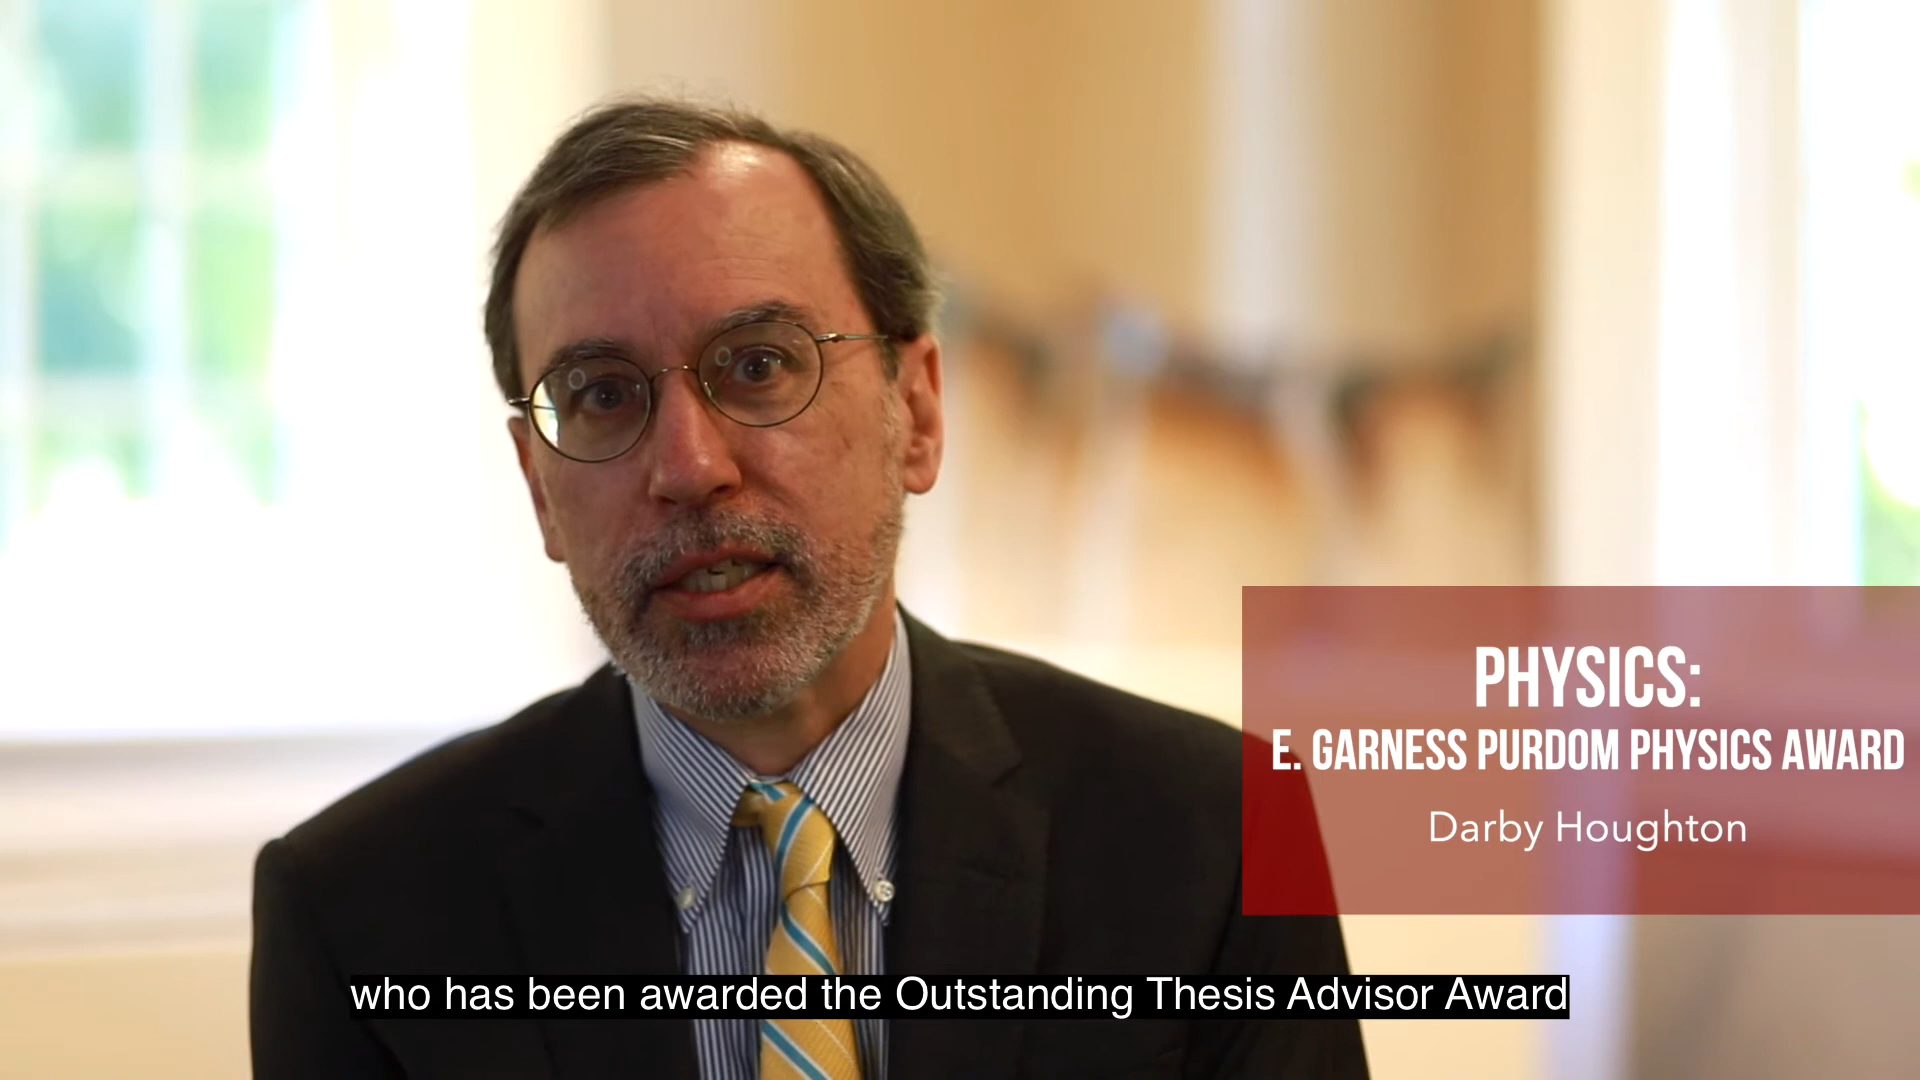 PHYSICS:
E. GARNESS PURDOM PHYSICS AWARD
Darby Houghton
who has been awarded the Outstanding Thesis Advisor Award